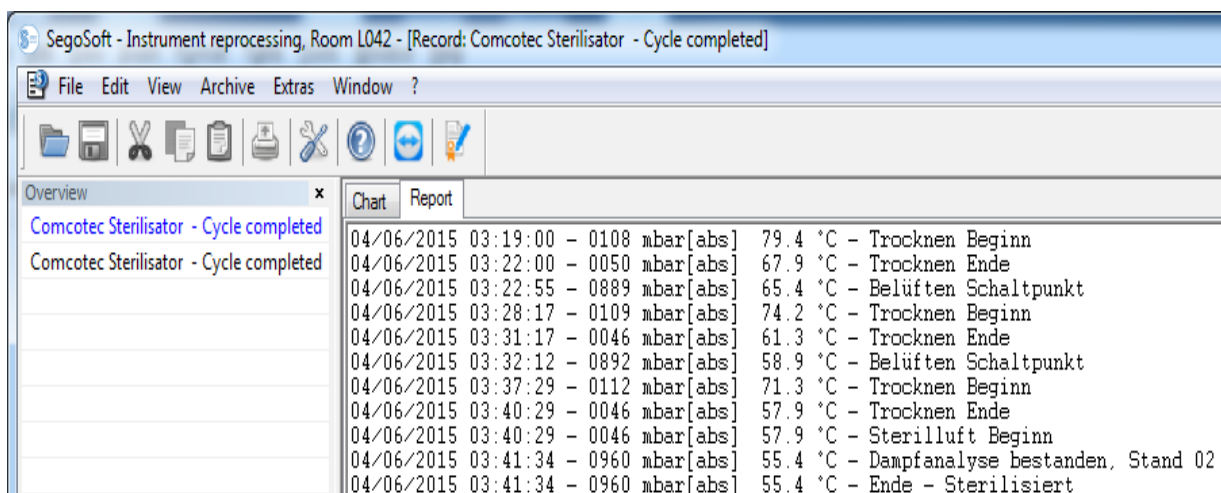 SegoSoft - Instrument reprocessing, Room L042 - [Record: Comcotec Sterilisator - Cycle completed]
File Edit View Archive Extras Window ?
Overview x
Comcotec Sterilisator - Cycle completed
Comcotec Sterilisator - Cycle completed
Chart Report
04/06/2015 03:19:00 - 0108 mbar[abs] 79.4 °C - Trocknen Beginn
04/06/2015 03:22:00 - 0050 mbar[abs] 67.9 °C - Trocknen Ende
04/06/2015 03:22:55 - 0889 mbar[abs] 65.4 °C - Belüften Schaltpunkt
04/06/2015 03:28:17 - 0109 mbar[abs] 74.2 °C - Trocknen Beginn
04/06/2015 03:31:17 - 0046 mbar[abs] 61.3 °C - Trocknen Ende
04/06/2015 03:32:12 - 0892 mbar[abs] 58.9 °C - Belüften Schaltpunkt
04/06/2015 03:37:29 - 0112 mbar[abs] 71.3 °C - Trocknen Beginn
04/06/2015 03:40:29 - 0046 mbar[abs] 57.9 °C - Trocknen Ende
04/06/2015 03:40:29 - 0046 mbar[abs] 57.9 °C - Sterilluft Beginn
04/06/2015 03:41:34 - 0960 mbar[abs] 55.4 °C - Dampfanalyse bestanden, Stand 02
04/06/2015 03:41:34 - 0960 mbar[abs] 55.4 °C - Ende - Sterilisiert